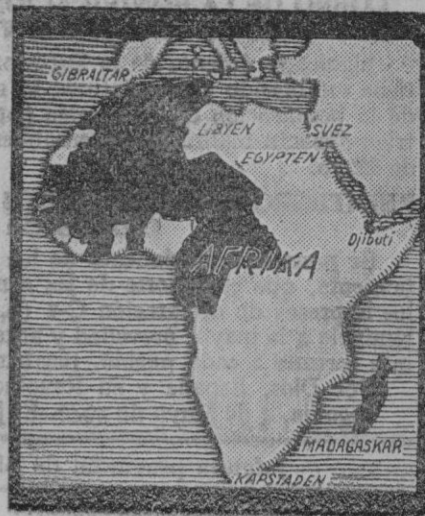 GIBRALTAR
LIBYEN
SUEZ
EGYPTEN
Djibuti
AFRIKA
MADAGASKAR
KAPSTADEN